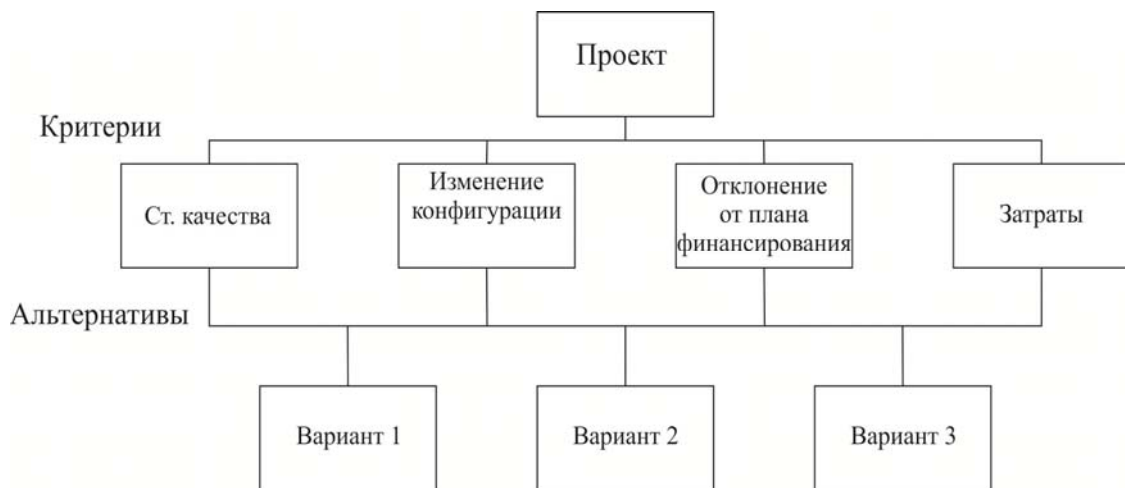 Проект
Критерии
Ст. качества
Изменение
конфигурации
Отклонение
от плана
финансирования
Затраты
Альтернативы
Вариант 1
Вариант 2
Вариант 3